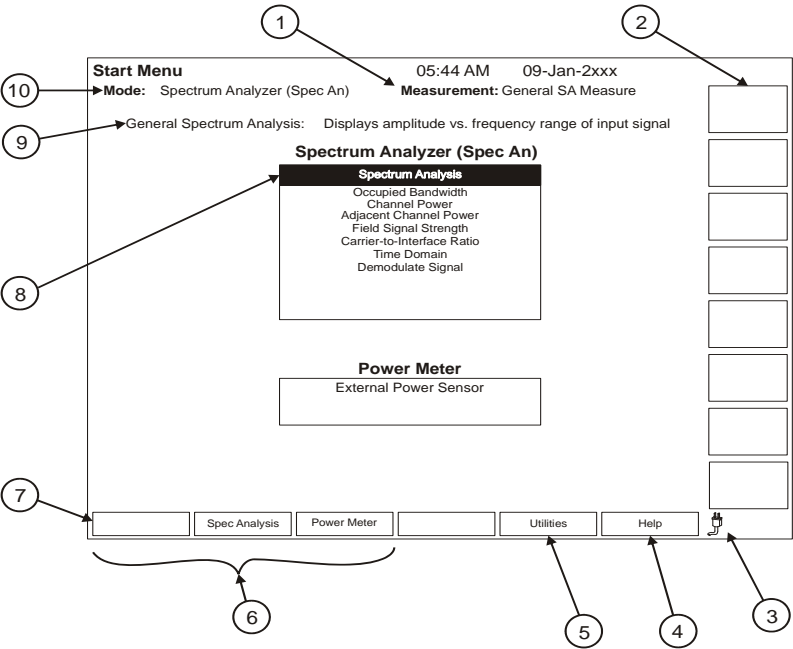 1
2
Start Menu 05:44 AM 09-Jan-2xxx
10
Mode: Spectrum Analyzer (Spec An) Measurement: General SA Measure
9
General Spectrum Analysis: Displays amplitude vs. frequency range of input signal
Spectrum Analyzer (Spec An)
Spectrum Analysis
Occupied Bandwidth
Channel Power
Adjacent Channel Power
Field Signal Strength
Carrier-to-Interface Ratio
Time Domain
Demodulate Signal
8
Power Meter
External Power Sensor
7
Spec Analysis Power Meter Utilities Help
6
5
4
3